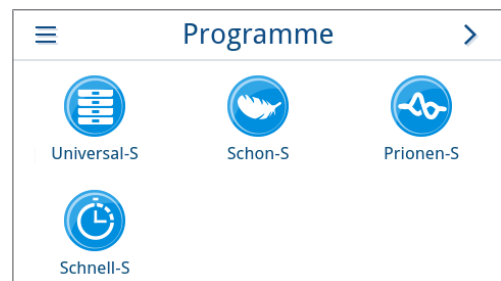 Programme
Universal-S
Schon-S
Prionen-S
Schnell-S